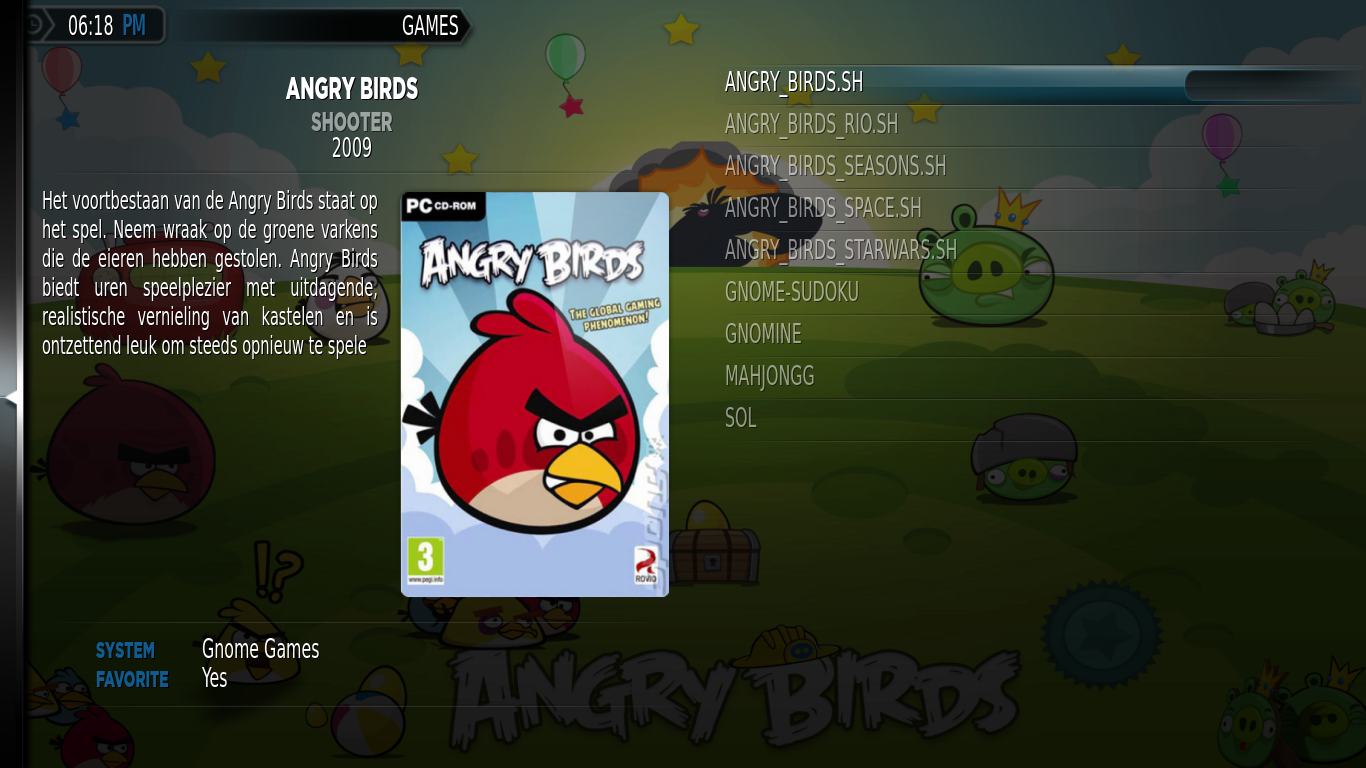 06:18 PM
GAMES
ANGRY BIRDS
SHOOTER
2009
Het voortbestaan van de Angry Birds staat op
het spel. Neem wraak op de groene varkens
die de eieren hebben gestolen. Angry Birds
biedt uren speelplezier met uitdagende,
realistische vernieling van kastelen en is
ontzettend leuk om steeds opnieuw te spele
PC CD-ROM
ANGRY BIRDS
THE GLOBAL GAMING
PHENOMENON!
3
www.pegi.info
ROVIO
SYSTEM Gnome Games
FAVORITE Yes
ANGRY_BIRDS.SH
ANGRY_BIRDS_RIO.SH
ANGRY_BIRDS_SEASONS.SH
ANGRY_BIRDS_SPACE.SH
ANGRY_BIRDS_STARWARS.SH
GNOME-SUDOKU
GNOMINE
MAHJONGG
SOL
!?
ANGRY BIRDS